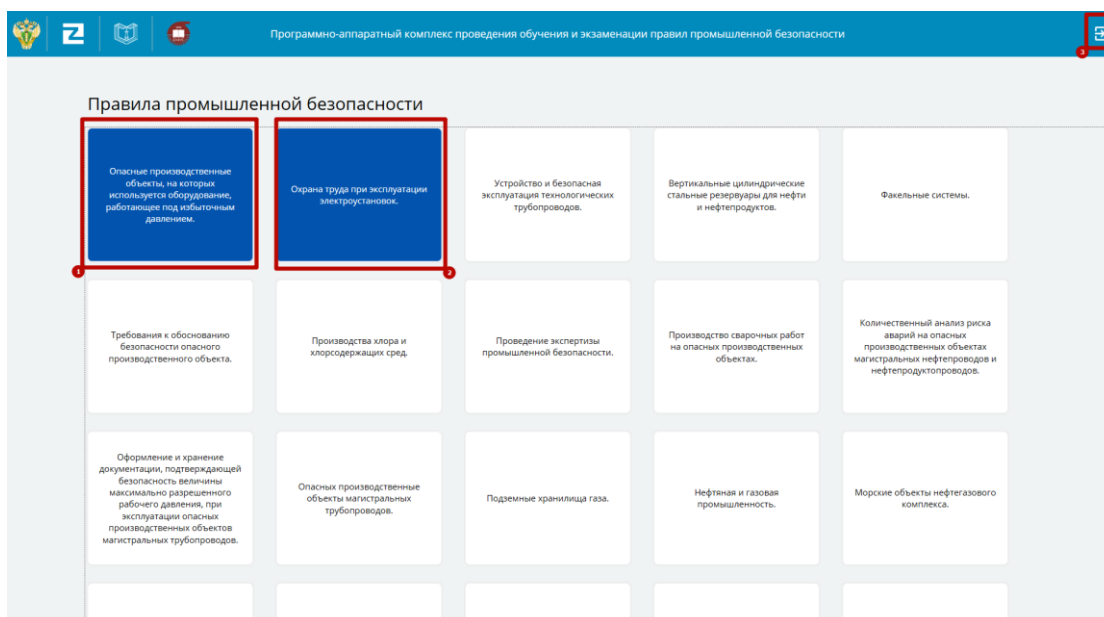 Программно-аппаратный комплекс проведения обучения и экзаменации правил промышленной безопасности
3
Правила промышленной безопасности
Опасные производственные
объекты, на которых
используется оборудование,
работающее под избыточным
давлением.
Охрана труда при эксплуатации
электроустановок.
Устройство и безопасная
эксплуатация технологических
трубопроводов.
Вертикальные цилиндрические
стальные резервуары для нефти
и нефтепродуктов.
Факельные системы.
1
2
Требования к обоснованию
безопасности опасного
производственного объекта.
Производства хлора и
хлорсодержащих сред.
Проведение экспертизы
промышленной безопасности.
Производство сварочных работ
на опасных производственных
объектах.
Количественный анализ риска
аварий на опасных
производственных объектах
магистральных нефтепроводов и
нефтепродуктопроводов.
Оформление и хранение
документации, подтверждающей
безопасность величины
максимально разрешенного
рабочего давления, при
эксплуатации опасных
производственных объектов
магистральных трубопроводов.
Опасных производственные
объекты магистральных
трубопроводов.
Подземные хранилища газа.
Нефтяная и газовая
промышленность.
Морские объекты нефтегазового
комплекса.